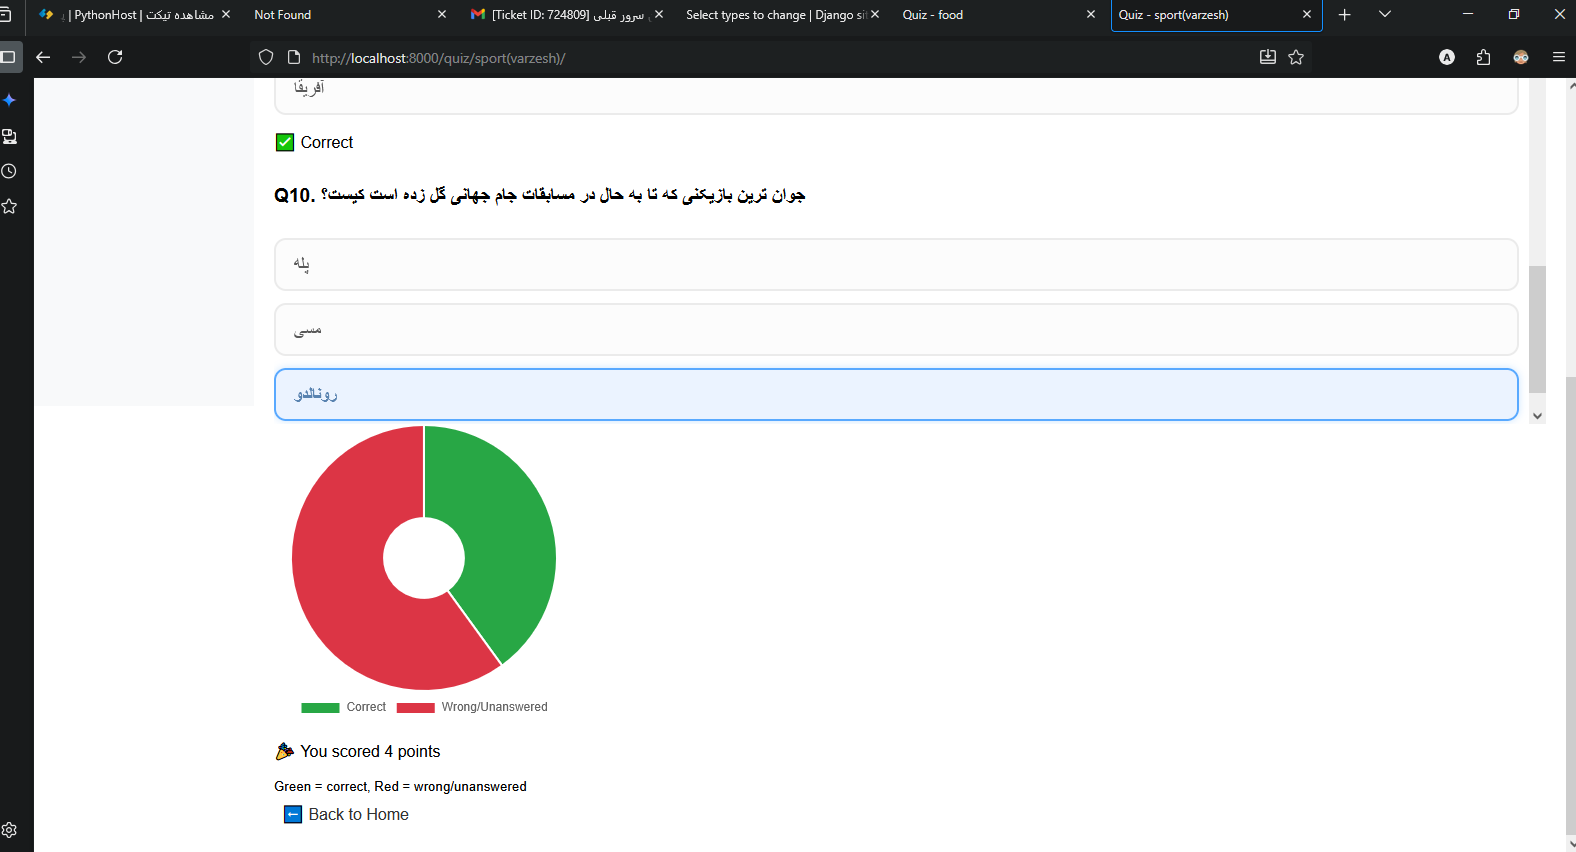 مشاهده تیکت | PythonHost |
Not Found
[Ticket ID: 724809] سرور قبلی
Select types to change | Django si
Quiz - food
Quiz - sport(varzesh)
http://localhost:8000/quiz/sport(varzesh)/
A
آفریقا
✅ Correct
Q10. جوان ترین بازیکنی که تا به حال در مسابقات جام جهانی گل زده است کیست؟
پله
مسی
رونالدو
Correct
Wrong/Unanswered
🎉 You scored 4 points
Green = correct, Red = wrong/unanswered
⬅ Back to Home